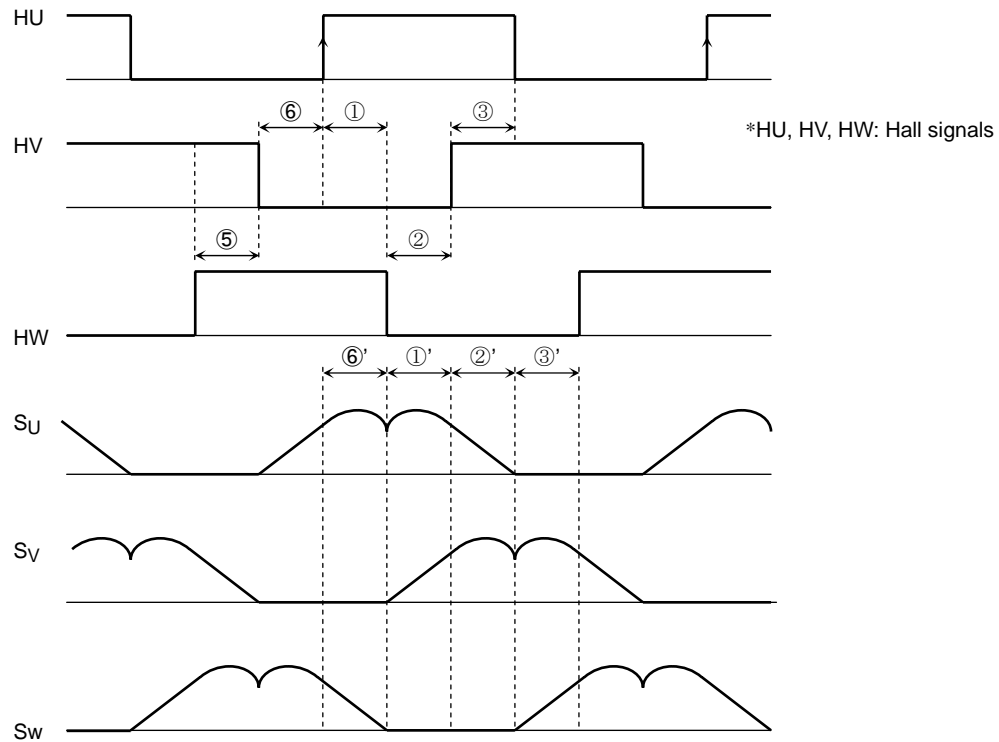 HU
⑥ ① ③
*HU, HV, HW: Hall signals
HV
⑤ ②
HW
⑥’ ①’ ②’ ③’
SU
SV
Sw